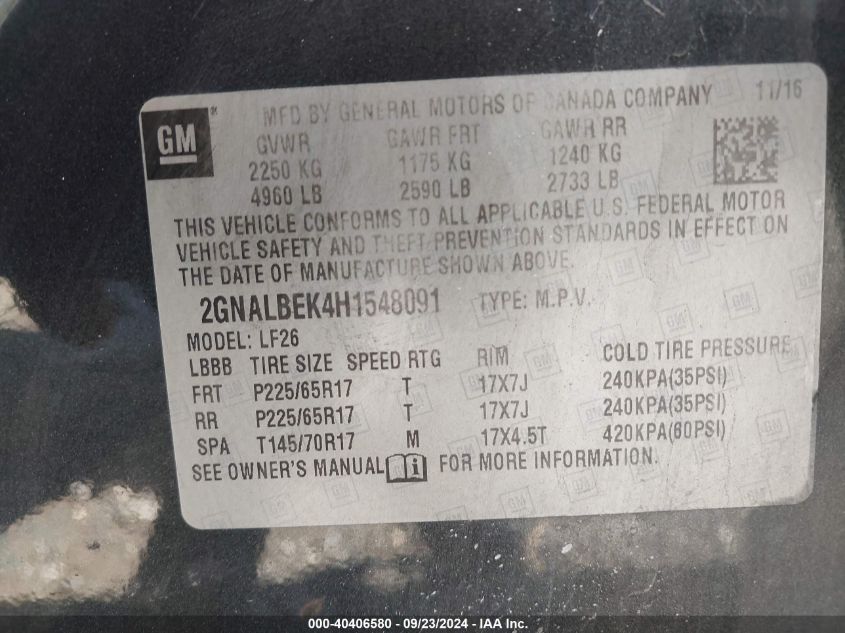 GM
MFD BY GENERAL MOTORS OF CANADA COMPANY 11/16
GVWR GAWR FRT GAWR RR
2250 KG 1175 KG 1240 KG
4960 LB 2590 LB 2733 LB
THIS VEHICLE CONFORMS TO ALL APPLICABLE U.S. FEDERAL MOTOR
VEHICLE SAFETY AND THEFT PREVENTION STANDARDS IN EFFECT ON
THE DATE OF MANUFACTURE SHOWN ABOVE.
2GNALBEK4H1548091 TYPE: M.P.V.
MODEL: LF26
LBBB TIRE SIZE SPEED RTG RIM COLD TIRE PRESSURE
FRT P225/65R17 T 17X7J 240KPA(35PSI)
RR P225/65R17 T 17X7J 240KPA(35PSI)
SPA T145/70R17 M 17X4.5T 420KPA(60PSI)
SEE OWNER'S MANUAL FOR MORE INFORMATION.
000-40406580 - 09/23/2024 - IAA Inc.